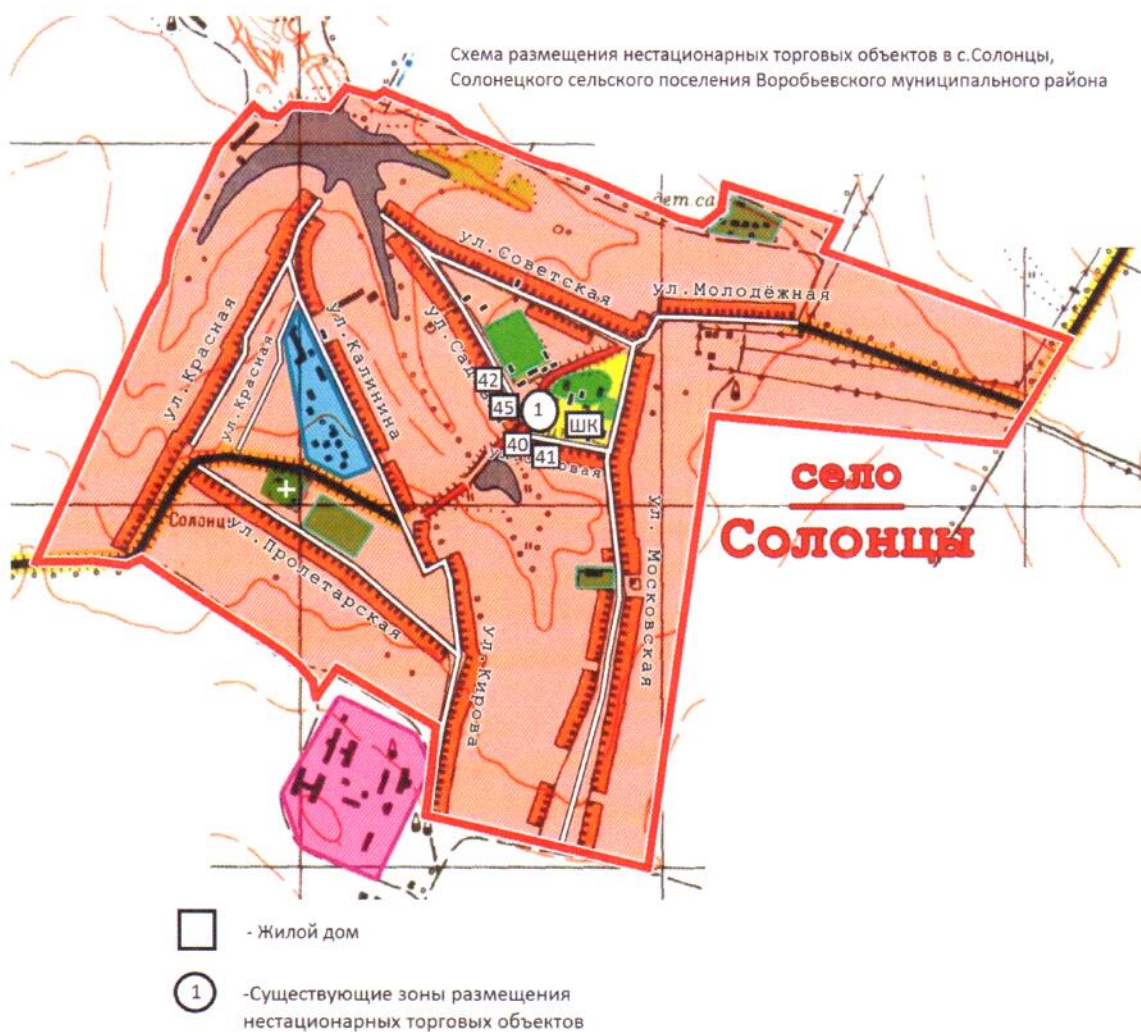 Схема размещения нестационарных торговых объектов в с.Солонцы,
Солонецкого сельского поселения Воробьевского муниципального района
дет.са
ул.Советская
ул.Молодёжная
ул.Красная
ул.Калинина
ул.Красная
42
45
1
ШК
40
41
село
Солонцы
Солонцы
ул.Пролетарская
ул. Московская
ул.Кирова
- Жилой дом
1
-Существующие зоны размещения
нестационарных торговых объектов